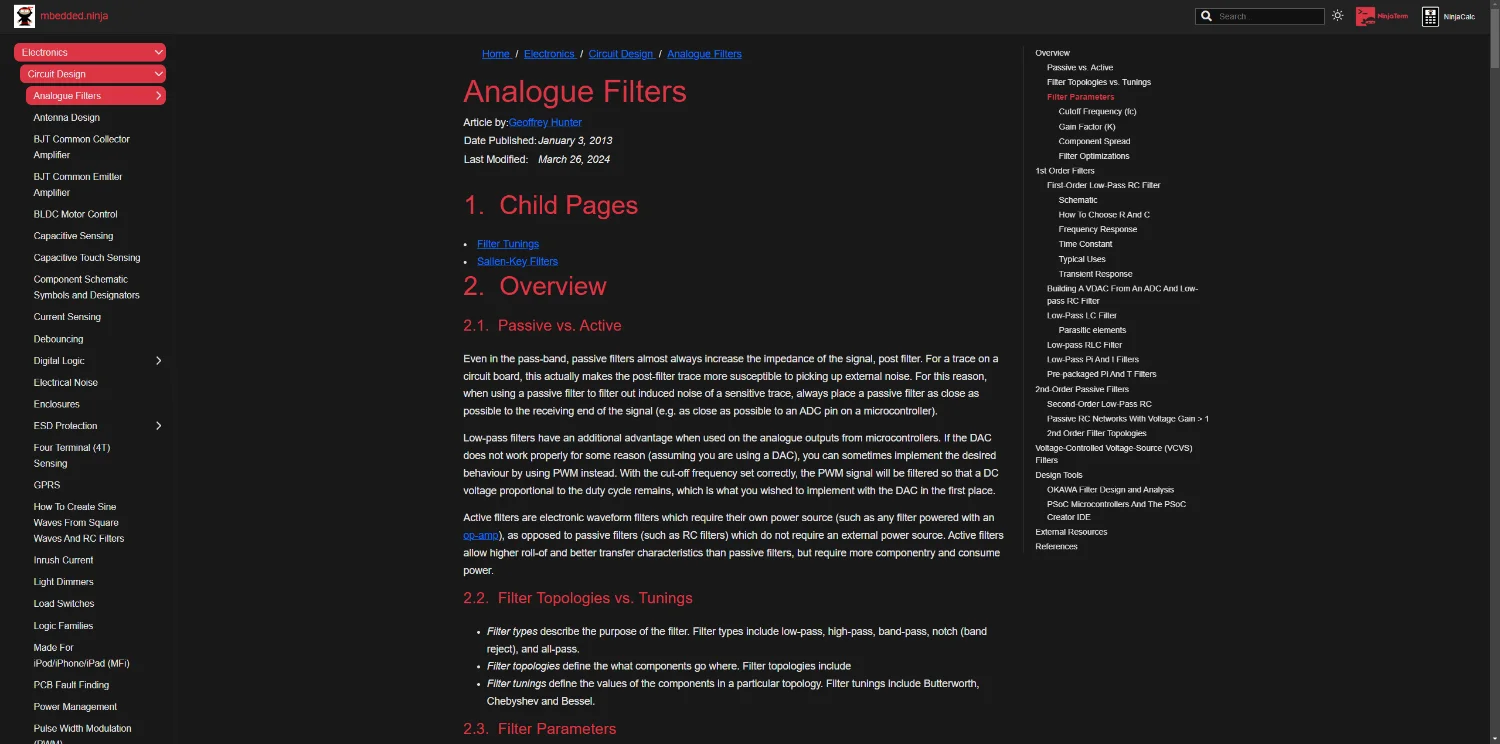 mbedded.ninja
Search...
NinjaTerm
NinjaCalc
Electronics
Circuit Design
Analogue Filters
Antenna Design
BJT Common Collector
Amplifier
BJT Common Emitter
Amplifier
BLDC Motor Control
Capacitive Sensing
Capacitive Touch Sensing
Component Schematic
Symbols and Designators
Current Sensing
Debouncing
Digital Logic
Electrical Noise
Enclosures
ESD Protection
Four Terminal (4T)
Sensing
GPRS
How To Create Sine
Waves From Square
Waves And RC Filters
Inrush Current
Light Dimmers
Load Switches
Logic Families
Made For
iPod/iPhone/iPad (MFi)
PCB Fault Finding
Power Management
Pulse Width Modulation
(PWM)
Home / Electronics / Circuit Design / Analogue Filters
Analogue Filters
Article by:Geoffrey Hunter
Date Published: January 3, 2013
Last Modified: March 26, 2024
1. Child Pages
• Filter Tunings
• Sallen-Key Filters
2. Overview
2.1. Passive vs. Active
Even in the pass-band, passive filters almost always increase the impedance of the signal, post filter. For a trace on a
circuit board, this actually makes the post-filter trace more susceptible to picking up external noise. For this reason,
when using a passive filter to filter out induced noise of a sensitive trace, always place a passive filter as close as
possible to the receiving end of the signal (e.g. as close as possible to an ADC pin on a microcontroller).
Low-pass filters have an additional advantage when used on the analogue outputs from microcontrollers. If the DAC
does not work properly for some reason (assuming you are using a DAC), you can sometimes implement the desired
behaviour by using PWM instead. With the cut-off frequency set correctly, the PWM signal will be filtered so that a DC
voltage proportional to the duty cycle remains, which is what you wished to implement with the DAC in the first place.
Active filters are electronic waveform filters which require their own power source (such as any filter powered with an
op-amp), as opposed to passive filters (such as RC filters) which do not require an external power source. Active filters
allow higher roll-of and better transfer characteristics than passive filters, but require more componentry and consume
power.
2.2. Filter Topologies vs. Tunings
• Filter types describe the purpose of the filter. Filter types include low-pass, high-pass, band-pass, notch (band
reject), and all-pass.
• Filter topologies define the what components go where. Filter topologies include
• Filter tunings define the values of the components in a particular topology. Filter tunings include Butterworth,
Chebyshev and Bessel.
2.3. Filter Parameters
Overview
Passive vs. Active
Filter Topologies vs. Tunings
Filter Parameters
Cutoff Frequency (fc)
Gain Factor (K)
Component Spread
Filter Optimizations
1st Order Filters
First-Order Low-Pass RC Filter
Schematic
How To Choose R And C
Frequency Response
Time Constant
Typical Uses
Transient Response
Building A VDAC From An ADC And Low-
pass RC Filter
Low-Pass LC Filter
Parasitic elements
Low-pass RLC Filter
Low-Pass Pi And t Filters
Pre-packaged PI And T Filters
2nd-Order Passive Filters
Second-Order Low-Pass RC
Passive RC Networks With Voltage Gain > 1
2nd Order Filter Topologies
Voltage-Controlled Voltage-Source (VCVS)
Filters
Design Tools
OKAWA Filter Design and Analysis
PSoC Microcontrollers And The PSoC
Creator IDE
External Resources
References